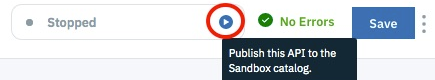 Stopped
No Errors
Save
Publish this API to the
Sandbox catalog.